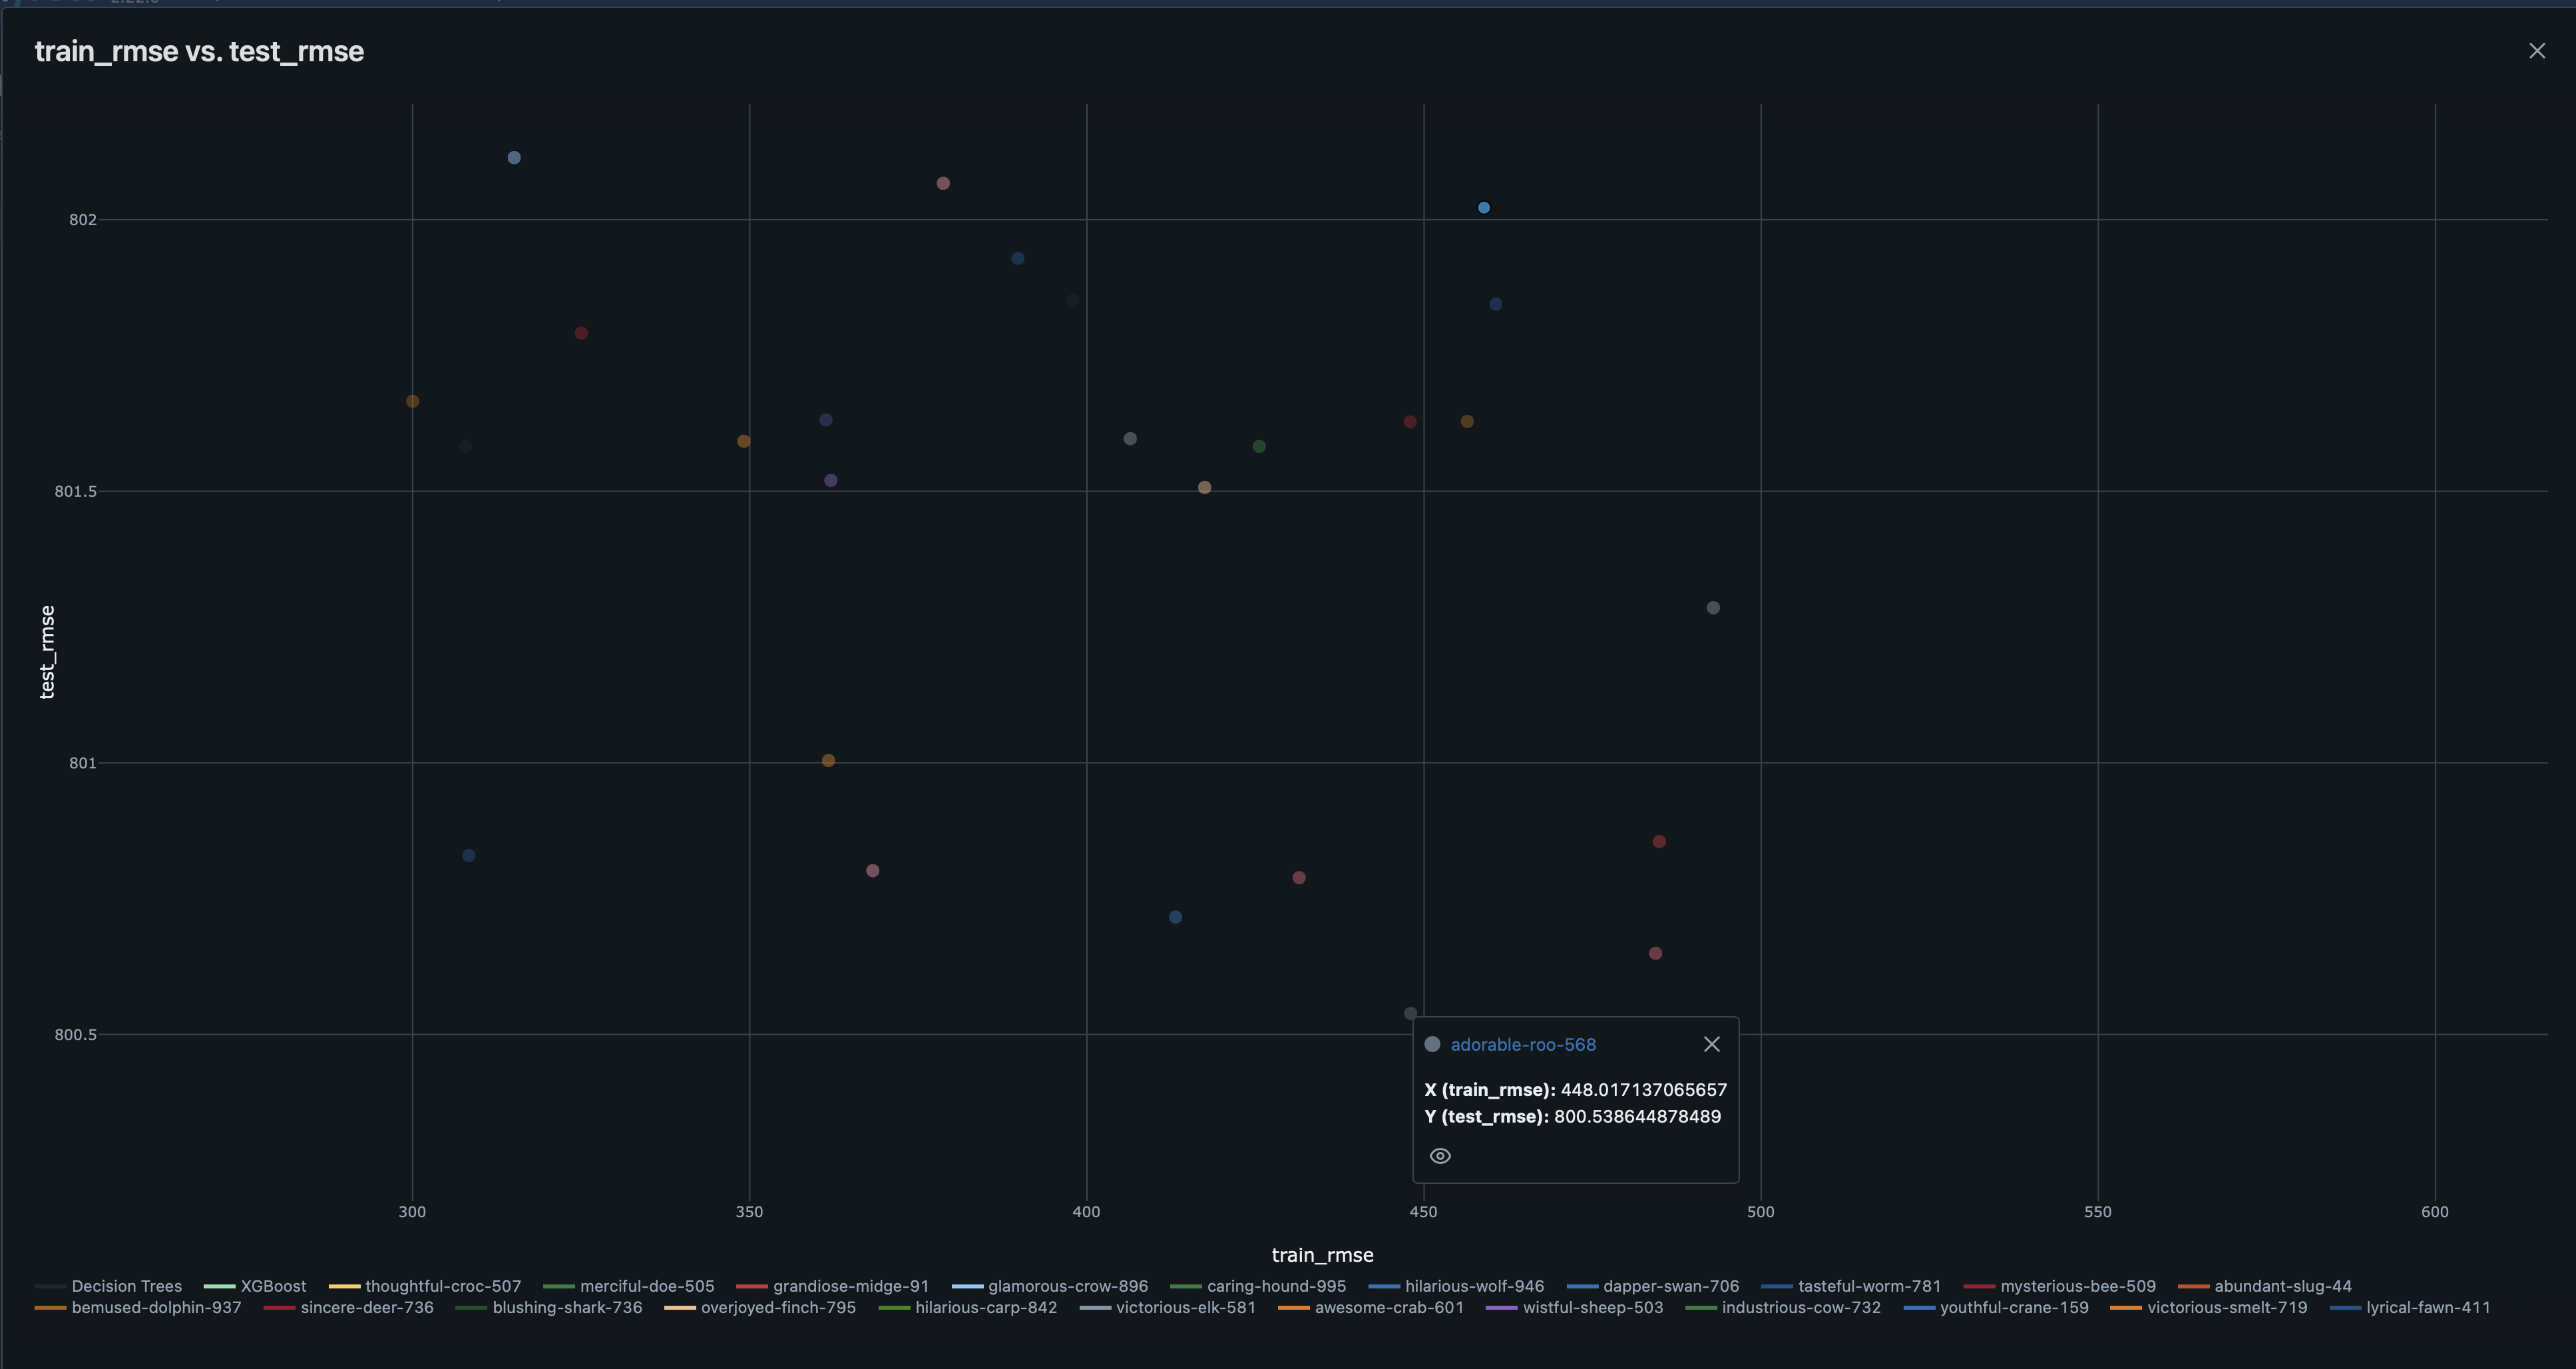 train_rmse vs. test_rmse
802
801.5
801
800.5
test_rmse
adorable-roo-568
X (train_rmse): 448.017137065657
Y (test_rmse): 800.538644878489
300 350 400 450 500 550 600
train_rmse
Decision Trees XGBoost thoughtful-croc-507 merciful-doe-505 grandiose-midge-91 glamorous-crow-896 caring-hound-995 hilarious-wolf-946 dapper-swan-706 tasteful-worm-781 mysterious-bee-509 abundant-slug-44
bemused-dolphin-937 sincere-deer-736 blushing-shark-736 overjoyed-finch-795 hilarious-carp-842 victorious-elk-581 awesome-crab-601 wistful-sheep-503 industrious-cow-732 youthful-crane-159 victorious-smelt-719 lyrical-fawn-411